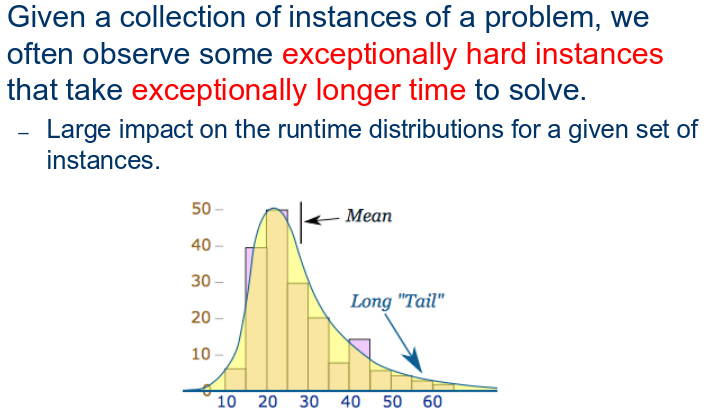 Given a collection of instances of a problem, we
often observe some exceptionally hard instances
that take exceptionally longer time to solve.
– Large impact on the runtime distributions for a given set of
instances.
50
Mean
40
30
Long "Tail"
20
10
0
10 20 30 40 50 60